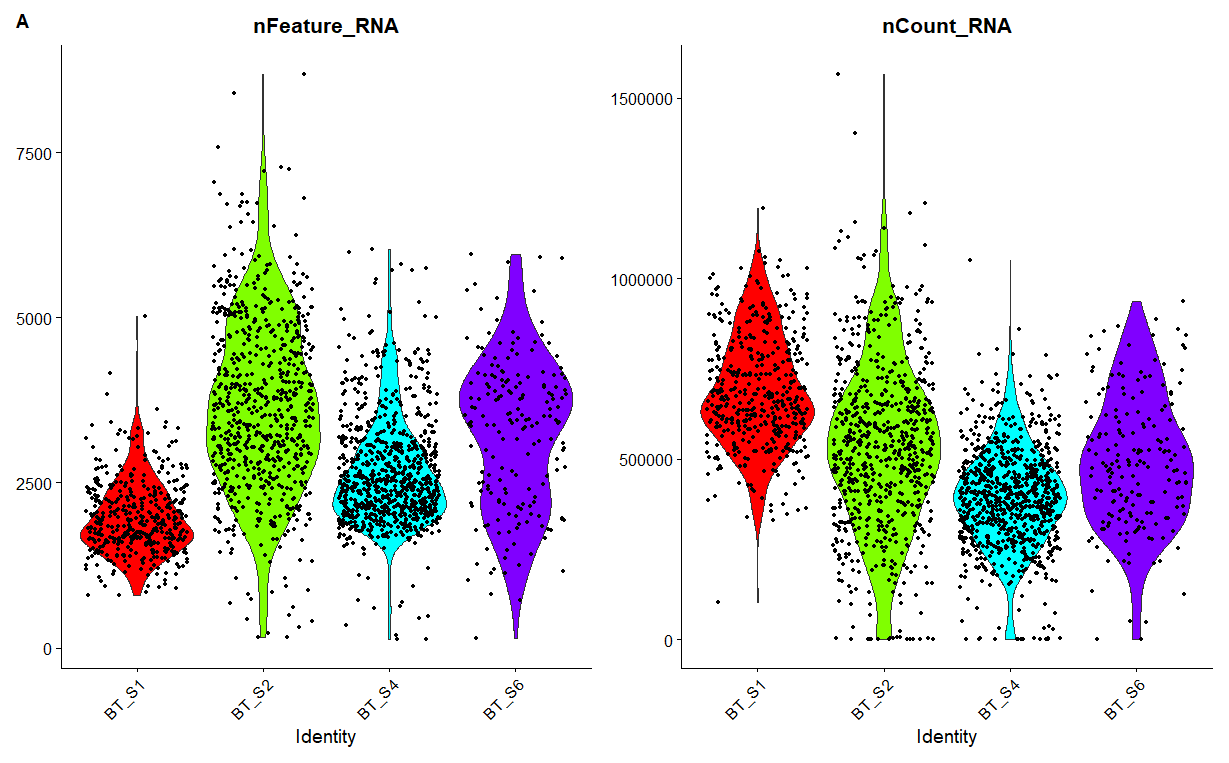 A
nFeature_RNA
7500
5000
2500
0
BT_S1
BT_S2
BT_S4
BT_S6
Identity
nCount_RNA
1500000
1000000
500000
0
BT_S1
BT_S2
BT_S4
BT_S6
Identity